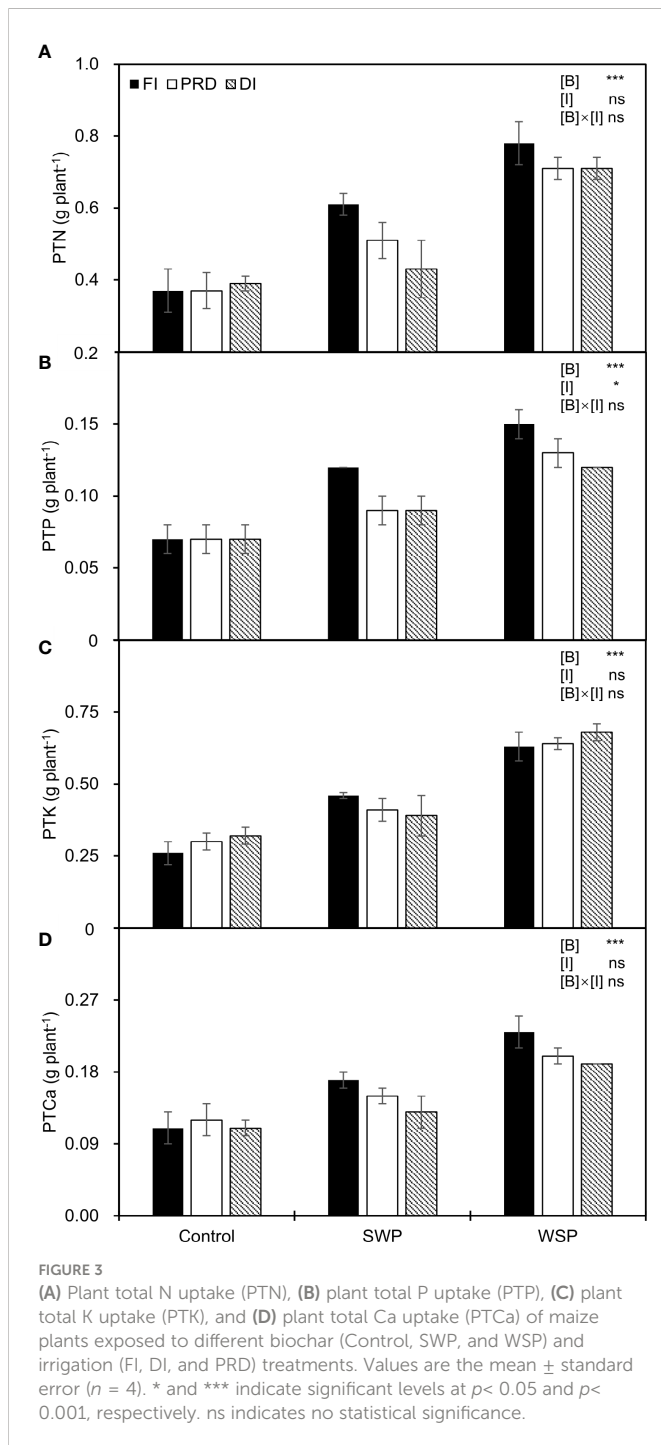 A
1.0
FI PRD DI
[B] ***
[I] ns
[B]×[I] ns
0.8
0.6
0.4
0.2
PTN (g plant-1)
B
[B] ***
[I] *
[B]×[I] ns
0.15
0.10
0.05
0
PTP (g plant-1)
C
[B] ***
[I] ns
[B]×[I] ns
0.75
0.50
0.25
0
PTK (g plant-1)
D
[B] ***
[I] ns
[B]×[I] ns
0.27
0.18
0.09
0.00
PTCa (g plant-1)
Control SWP WSP
FIGURE 3
(A) Plant total N uptake (PTN), (B) plant total P uptake (PTP), (C) plant
total K uptake (PTK), and (D) plant total Ca uptake (PTCa) of maize
plants exposed to different biochar (Control, SWP, and WSP) and
irrigation (FI, DI, and PRD) treatments. Values are the mean ± standard
error (n = 4). * and *** indicate significant levels at p< 0.05 and p<
0.001, respectively. ns indicates no statistical significance.